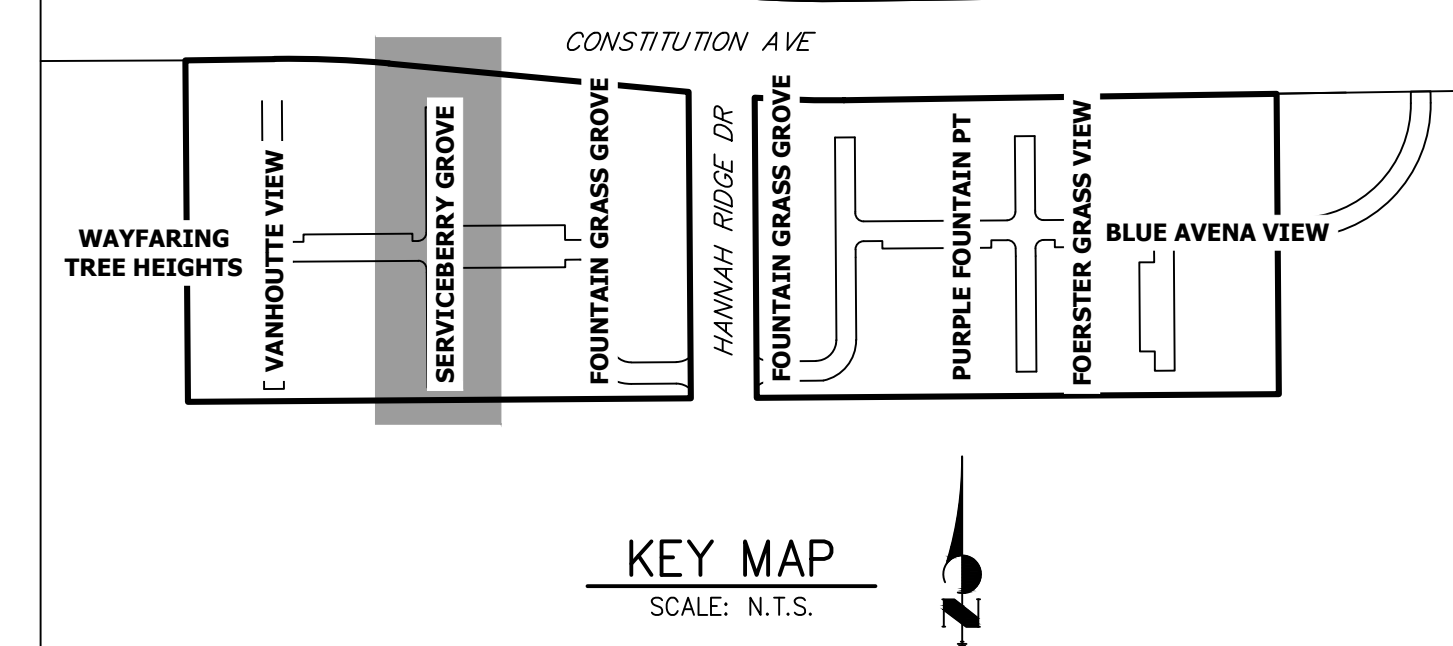 CONSTITUTION AVE
WAYFARING
TREE HEIGHTS
VANHOUTTE VIEW
SERVICEBERRY GROVE
FOUNTAIN GRASS GROVE
HANNAH RIDGE DR
FOUNTAIN GRASS GROVE
PURPLE FOUNTAIN PT
FOERSTER GRASS VIEW
BLUE AVENA VIEW
KEY MAP
SCALE: N.T.S.
N